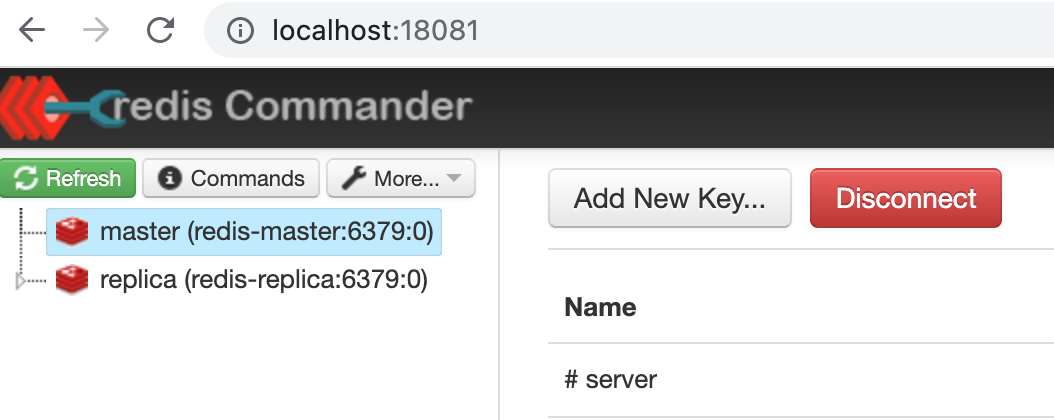 localhost:18081
redis Commander
Refresh Commands More...
master (redis-master:6379:0)
replica (redis-replica:6379:0)
Add New Key... Disconnect
Name
# server